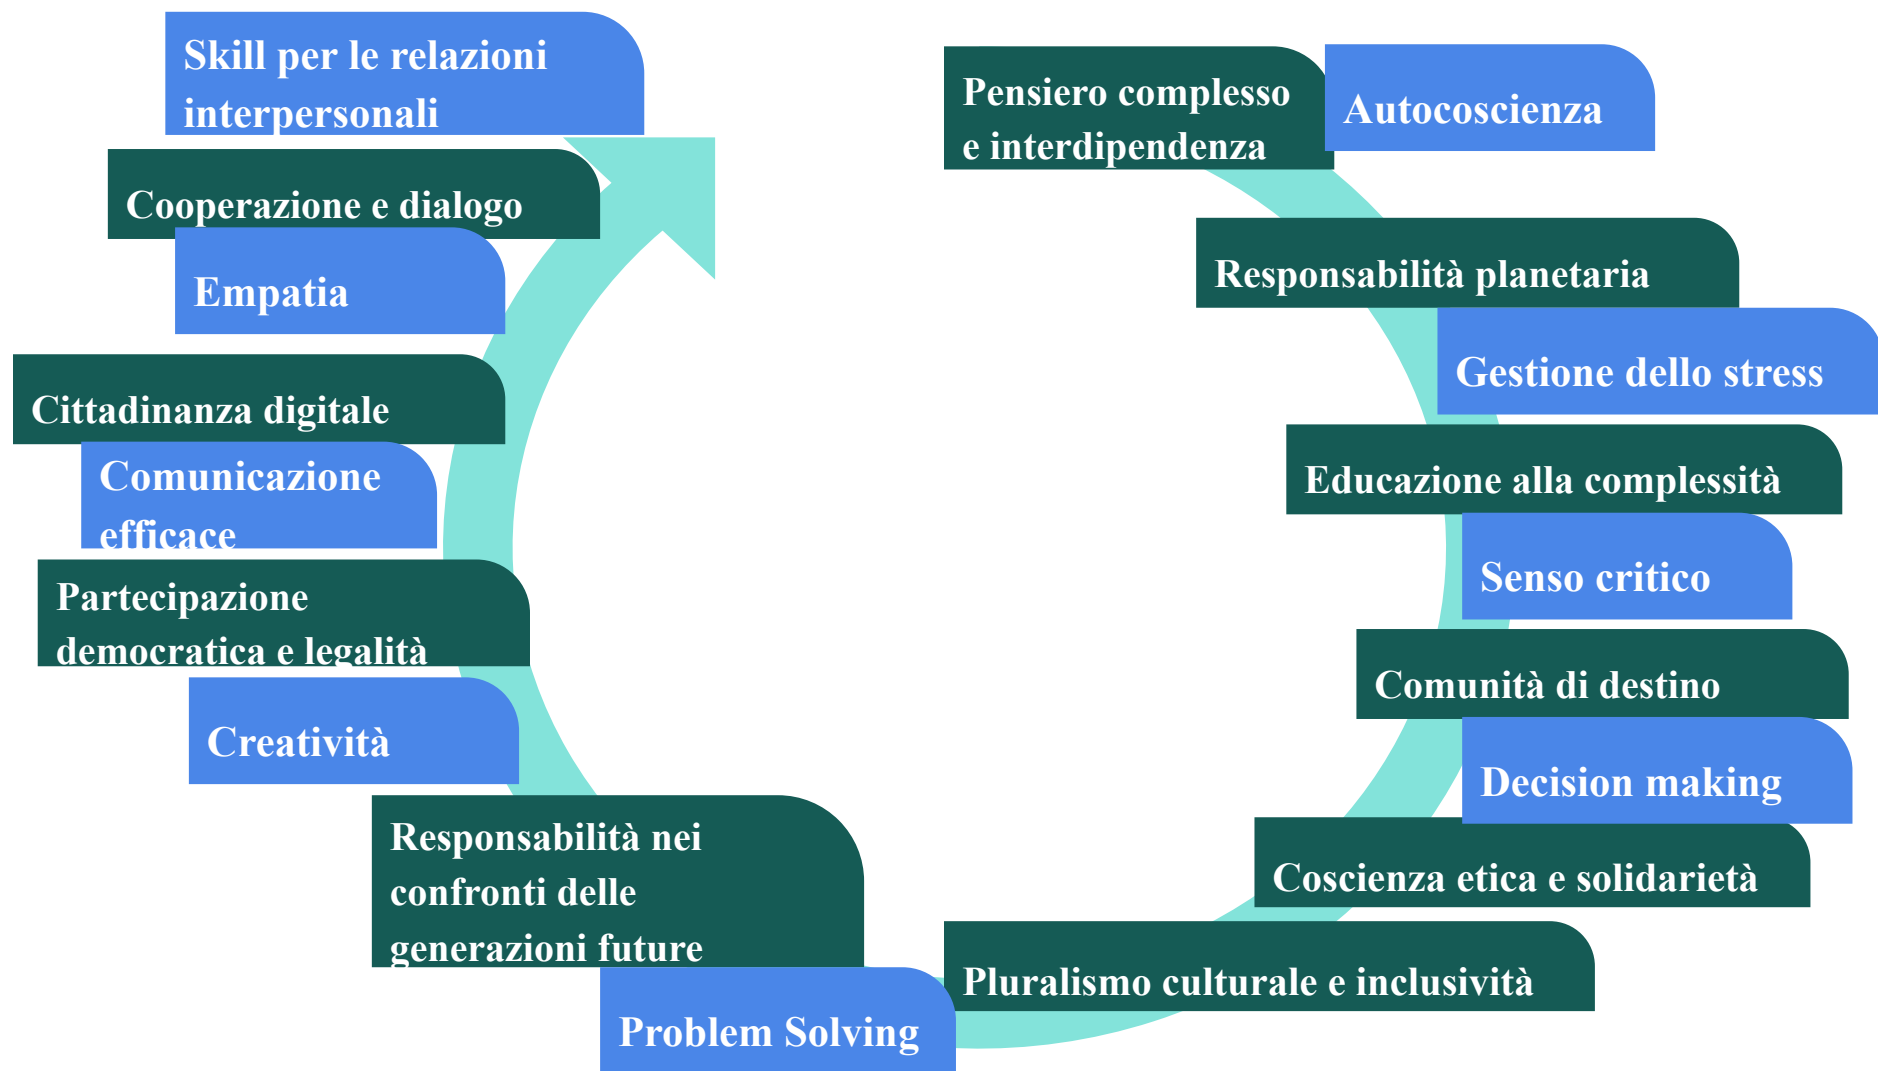 Skill per le relazioni
interpersonali
Cooperazione e dialogo
Empatia
Cittadinanza digitale
Comunicazione
efficace
Partecipazione
democratica e legalità
Creatività
Responsabilità nei
confronti delle
generazioni future
Problem Solving
Pensiero complesso
e interdipendenza
Autocoscienza
Responsabilità planetaria
Gestione dello stress
Educazione alla complessità
Senso critico
Comunità di destino
Decision making
Coscienza etica e solidarietà
Pluralismo culturale e inclusività